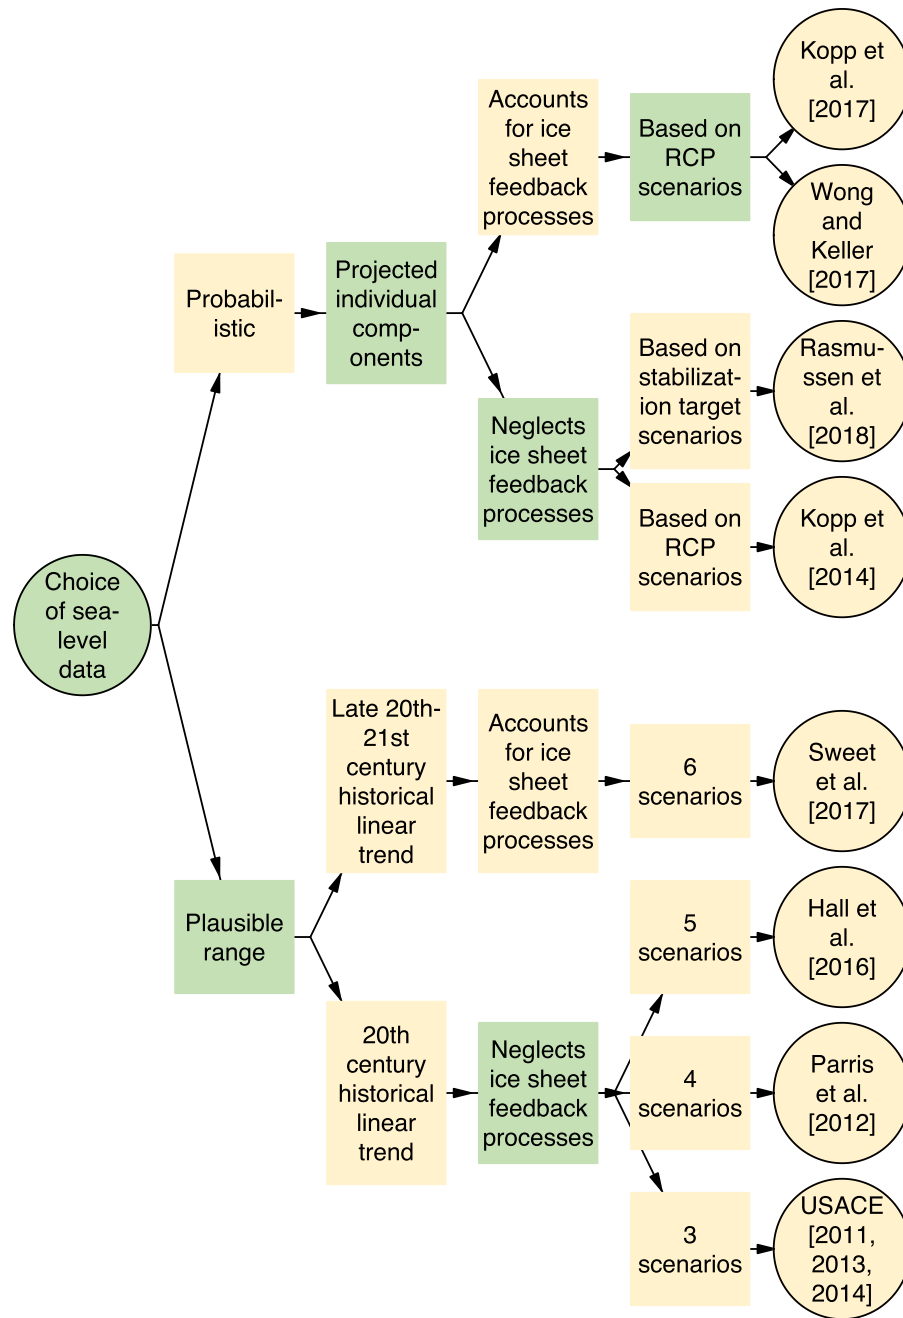 Choice
of sea-
level
data
Probabil-
istic
Projected
individual
comp-
onents
Accounts
for ice
sheet
feedback
processes
Based on
RCP
scenarios
Kopp et
al.
[2017]
Wong
and
Keller
[2017]
Neglects
ice sheet
feedback
processes
Based on
stabilizat-
ion target
scenarios
Rasmu-
ssen et
al.
[2018]
Based on
RCP
scenarios
Kopp et
al.
[2014]
Plausible
range
Late 20th-
21st
century
historical
linear
trend
Accounts
for ice
sheet
feedback
processes
6
scenarios
Sweet
et al.
[2017]
20th
century
historical
linear
trend
Neglects
ice sheet
feedback
processes
5
scenarios
Hall et
al.
[2016]
4
scenarios
Parris
et al.
[2012]
3
scenarios
USACE
[2011,
2013,
2014]